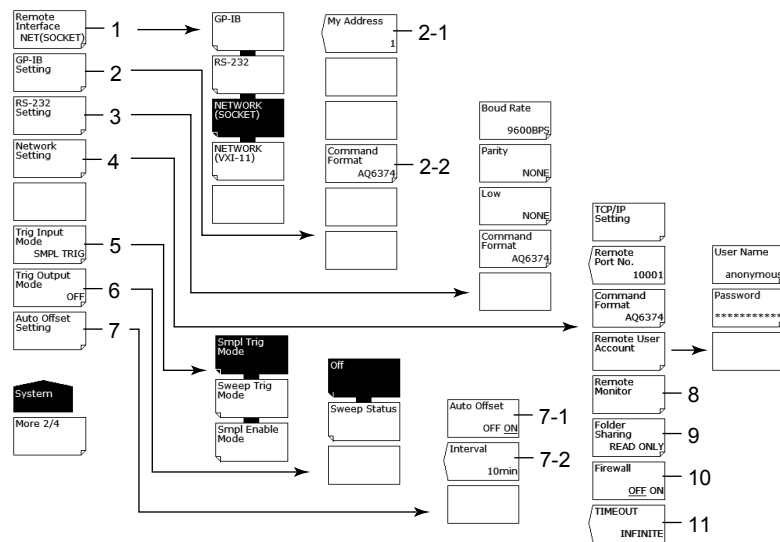 Remote
Interface
NET(SOCKET)
1
GP-IB
Setting
2
RS-232
Setting
3
Network
Setting
4
Trig Input
Mode
SMPL TRIG
5
Trig Output
Mode
OFF
6
Auto Offset
Setting
7
System
More 2/4
GP-IB
RS-232
NETWORK
(SOCKET)
NETWORK
(VXI-11)
My Address
1
2-1
Command
Format
AQ6374
2-2
Boud Rate
9600BPS
Parity
NONE
Low
NONE
Command
Format
AQ6374
Smpl Trig
Mode
Sweep Trig
Mode
Smpl Enable
Mode
Off
Sweep Status
Auto Offset
OFF ON
7-1
Interval
10min
7-2
TCP/IP
Setting
Remote
Port No.
10001
Command
Format
AQ6374
Remote User
Account
Remote
Monitor
8
Folder
Sharing
READ ONLY
9
Firewall
OFF ON
10
TIMEOUT
INFINITE
11
User Name
anonymous
Password
***********